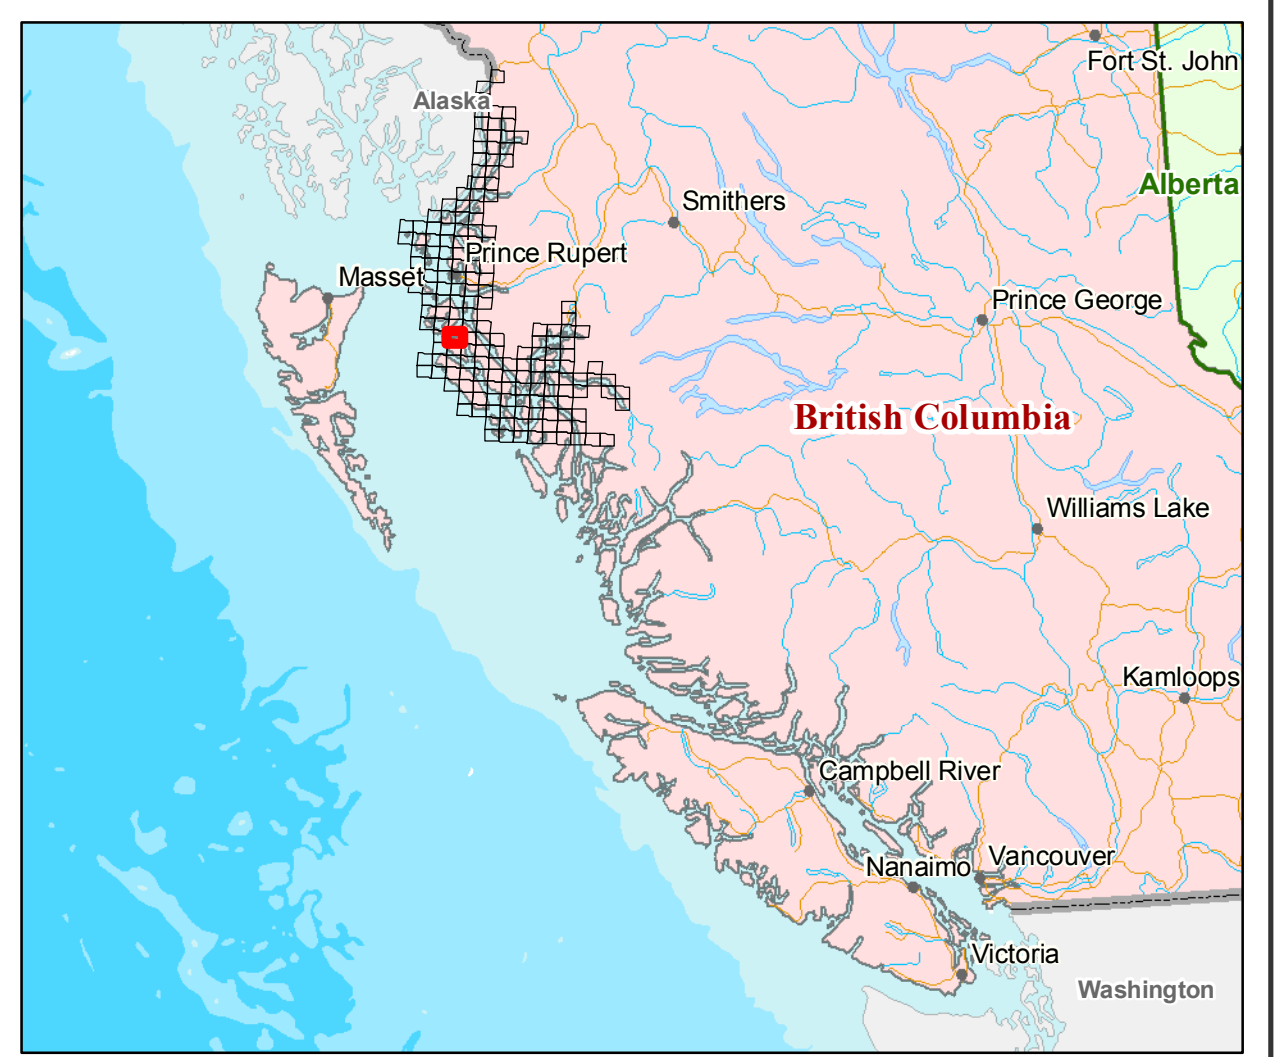 Fort St. John
Alaska
Alberta
Smithers
Prince Rupert
Masset
Prince George
British Columbia
Williams Lake
Kamloops
Campbell River
Vancouver
Nanaimo
Victoria
Washington